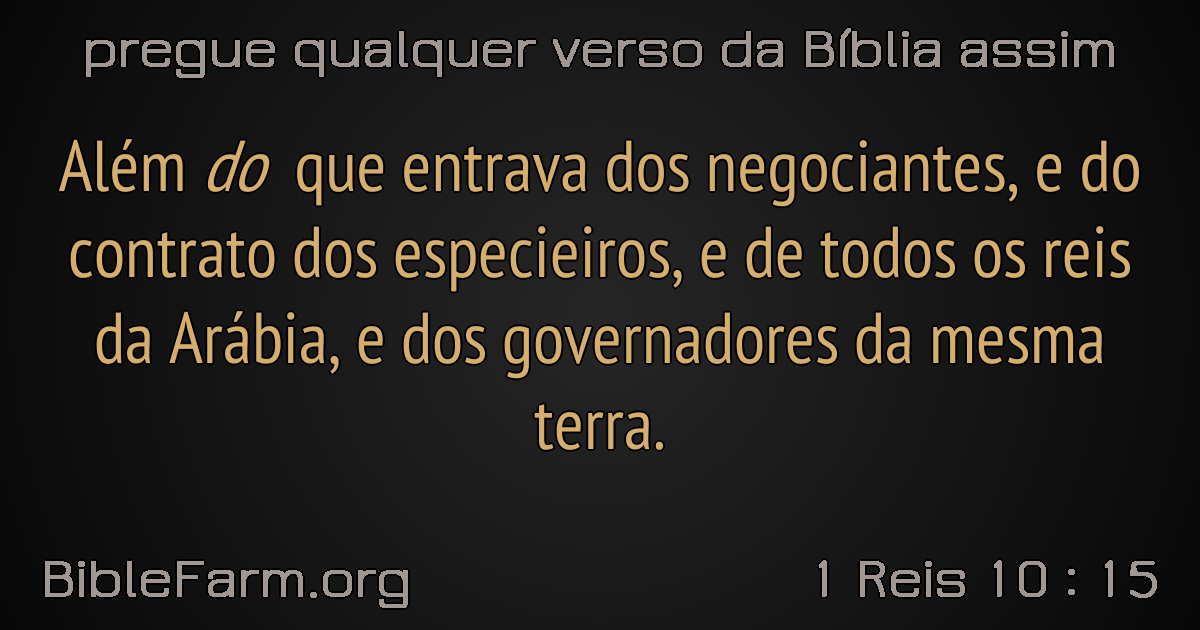 pregue qualquer verso da Bíblia assim
Além do que entrava dos negociantes, e do
contrato dos especieiros, e de todos os reis
da Arábia, e dos governadores da mesma
terra.
BibleFarm.org
1 Reis 10 : 15